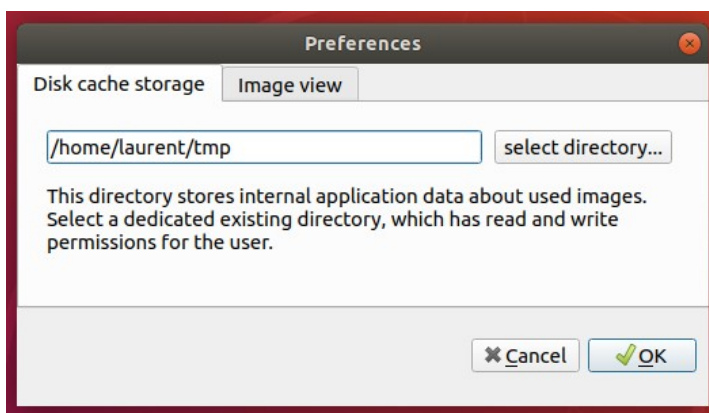 Preferences
Disk cache storage
Image view
/home/laurent/tmp
select directory...
This directory stores internal application data about used images.
Select a dedicated existing directory, which has read and write
permissions for the user.
Cancel
OK